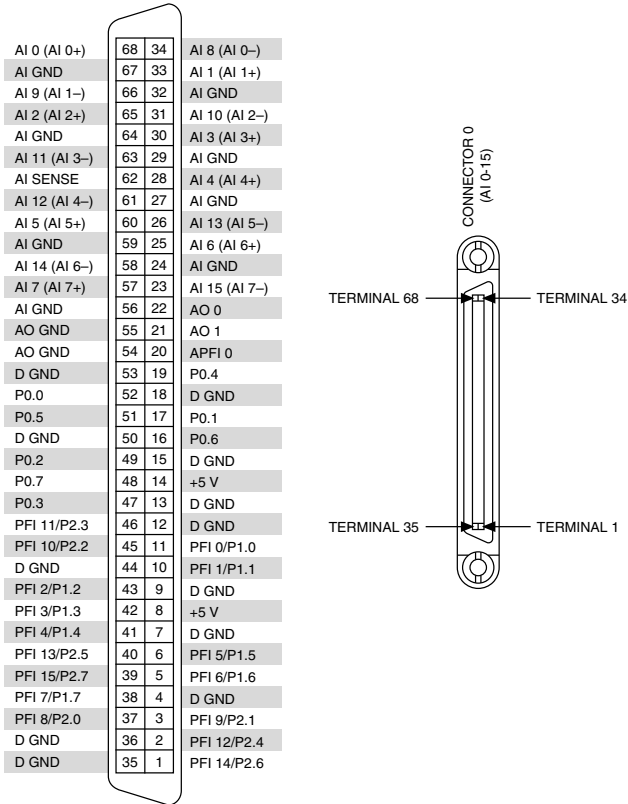 AI 0 (AI 0+) 68 34 AI 8 (AI 0–)
AI GND 67 33 AI 1 (AI 1+)
AI 9 (AI 1–) 66 32 AI GND
AI 2 (AI 2+) 65 31 AI 10 (AI 2–)
AI GND 64 30 AI 3 (AI 3+)
AI 11 (AI 3–) 63 29 AI GND
AI SENSE 62 28 AI 4 (AI 4+)
AI 12 (AI 4–) 61 27 AI GND
AI 5 (AI 5+) 60 26 AI 13 (AI 5–)
AI GND 59 25 AI 6 (AI 6+)
AI 14 (AI 6–) 58 24 AI GND
AI 7 (AI 7+) 57 23 AI 15 (AI 7–)
AI GND 56 22 AO 0
AO GND 55 21 AO 1
AO GND 54 20 APFI 0
D GND 53 19 P0.4
P0.0 52 18 D GND
P0.5 51 17 P0.1
D GND 50 16 P0.6
P0.2 49 15 D GND
P0.7 48 14 +5 V
P0.3 47 13 D GND
PFI 11/P2.3 46 12 D GND
PFI 10/P2.2 45 11 PFI 0/P1.0
D GND 44 10 PFI 1/P1.1
PFI 2/P1.2 43 9 D GND
PFI 3/P1.3 42 8 +5 V
PFI 4/P1.4 41 7 D GND
PFI 13/P2.5 40 6 PFI 5/P1.5
PFI 15/P2.7 39 5 PFI 6/P1.6
PFI 7/P1.7 38 4 D GND
PFI 8/P2.0 37 3 PFI 9/P2.1
D GND 36 2 PFI 12/P2.4
D GND 35 1 PFI 14/P2.6
CONNECTOR 0
(AI 0-15)
TERMINAL 68 TERMINAL 34
TERMINAL 35 TERMINAL 1